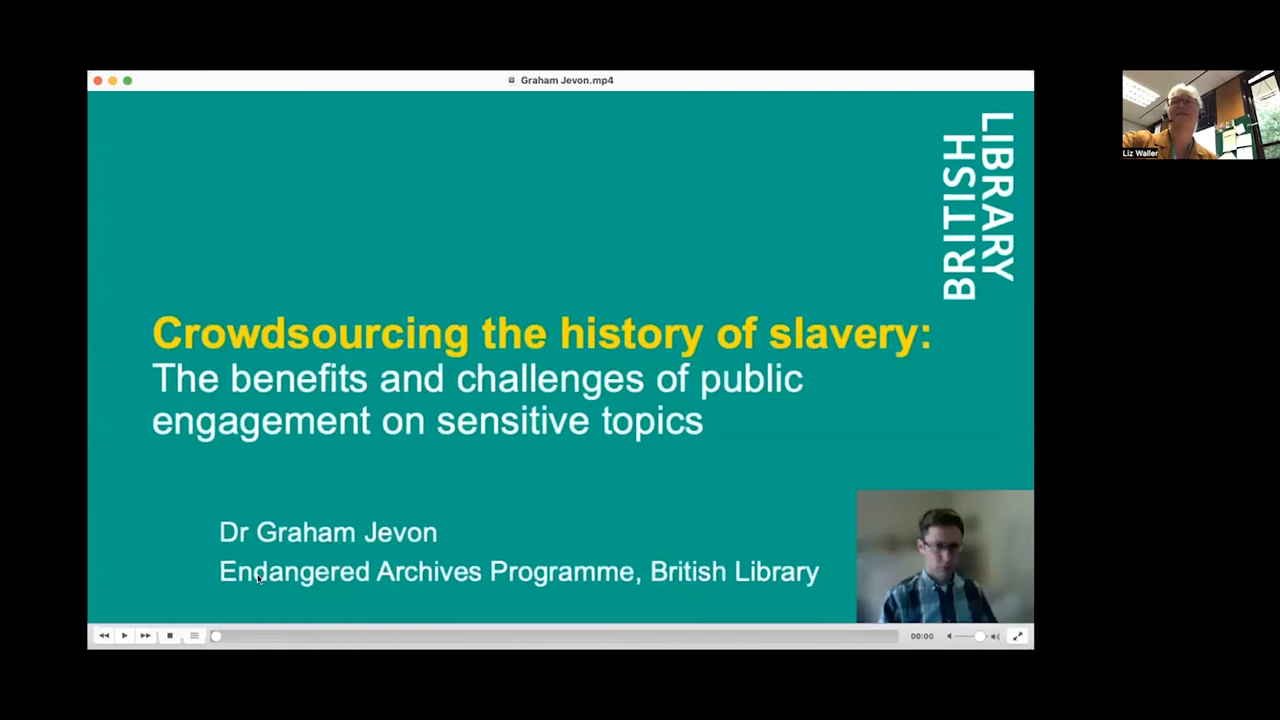 Graham Jevon.mp4
LIBRARY
BRITISH
Crowdsourcing the history of slavery:
The benefits and challenges of public
engagement on sensitive topics
Dr Graham Jevon
Endangered Archives Programme, British Library
00:00
Liz Waller